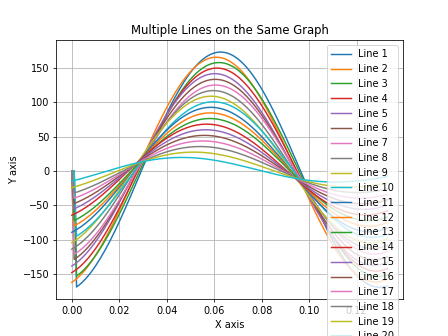 Multiple Lines on the Same Graph
Y axis
150
100
50
0
−50
−100
−150
0.00
0.02
0.04
0.06
0.08
0.10
X axis
Line 1
Line 2
Line 3
Line 4
Line 5
Line 6
Line 7
Line 8
Line 9
Line 10
Line 11
Line 12
Line 13
Line 14
Line 15
Line 16
Line 17
Line 18
Line 19
Line 20